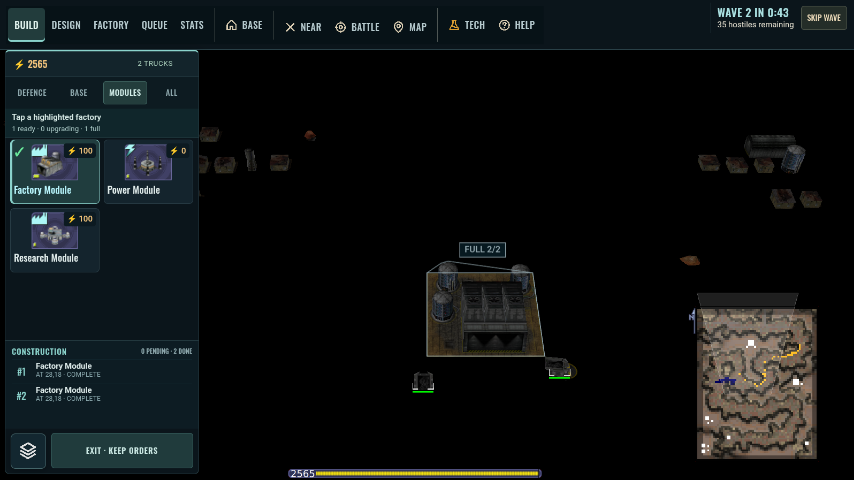 BUILD DESIGN FACTORY QUEUE STATS BASE NEAR BATTLE MAP TECH HELP
WAVE 2 IN 0:43
35 hostiles remaining
SKIP WAVE
2565
2 TRUCKS
DEFENCE BASE MODULES ALL
Tap a highlighted factory
1 ready · 0 upgrading · 1 full
100
Factory Module
0
Power Module
100
Research Module
FULL 2/2
N
CONSTRUCTION
0 PENDING · 2 DONE
#1 Factory Module
AT 28,18 · COMPLETE
#2 Factory Module
AT 28,18 · COMPLETE
EXIT · KEEP ORDERS
2565